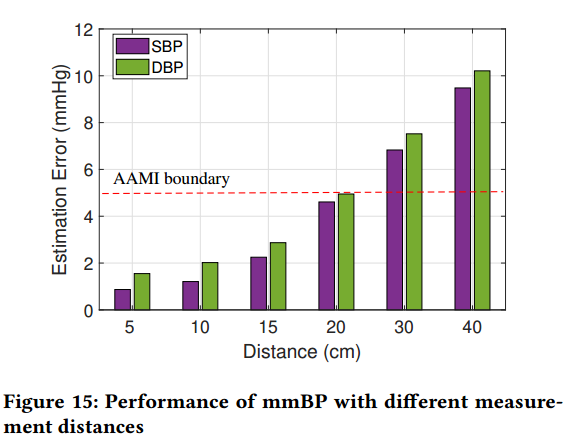 12
10
8
6
4
2
0
Estimation Error (mmHg)
SBP
DBP
AAMI boundary
5 10 15 20 30 40
Distance (cm)
Figure 15: Performance of mmBP with different measure-
ment distances